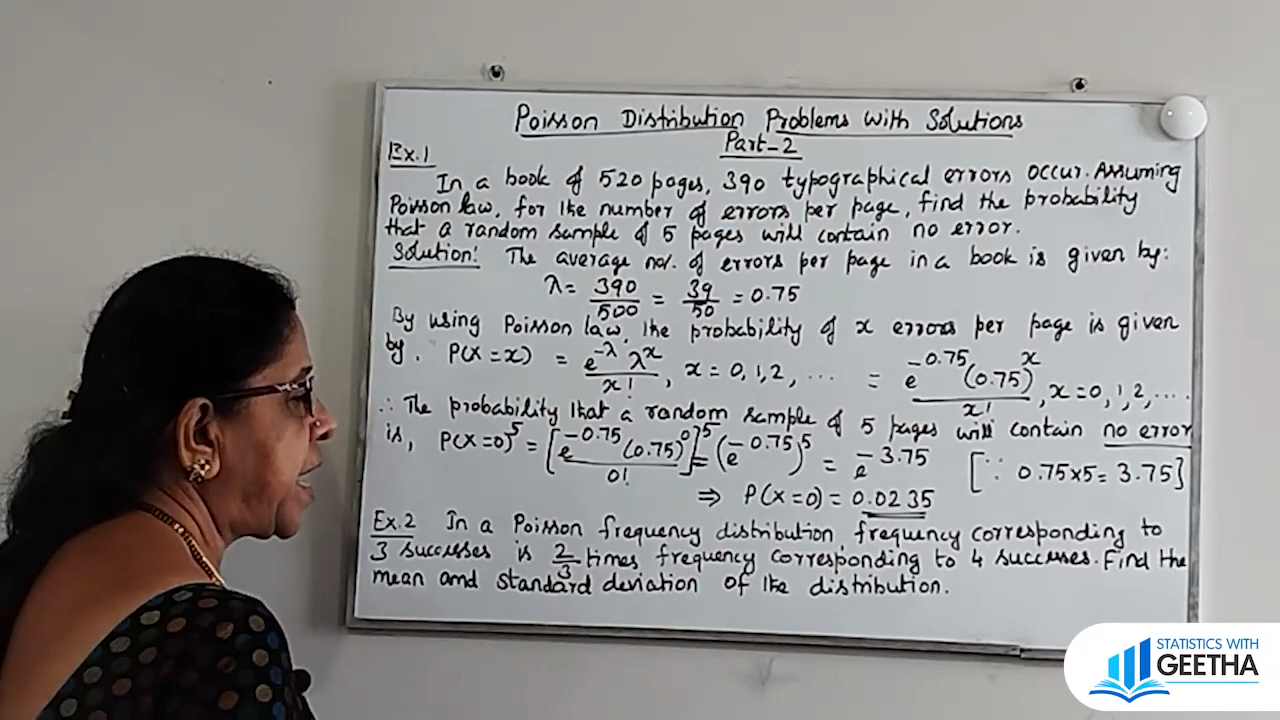 Poisson Distribution Problems with Solutions
Part-2
Ex.1
In a book of 520 pages, 390 typographical errors occur. Assuming
Poisson law, for the number of errors per page, find the probability
that a random sample of 5 pages will contain no error.
Solution: The average no. of errors per page in a book is given by:
λ = 390/500 = 39/50 = 0.75
By using Poisson law, the probability of x errors per page is given
by. P(X=x) = e^-λ λ^x / x!, x = 0,1,2, ... = e^-0.75 (0.75)^x / x!, x = 0,1,2,....
∴ The probability that a random sample of 5 pages will contain no error
is, P(X=0)^5 = [e^-0.75 (0.75)^0 / 0!]^5 = (e^-0.75)^5 = e^-3.75 [∵ 0.75x5 = 3.75]
⇒ P(X=0) = 0.0235
Ex.2 In a Poisson frequency distribution, frequency corresponding to
3 successes is 2/3 times frequency corresponding to 4 successes. Find the
mean and standard deviation of the distribution.
STATISTICS WITH
GEETHA